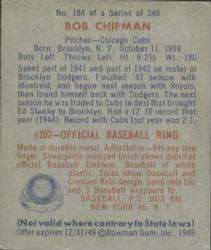 No. 184 of a Series of 240
BOB CHIPMAN
Pitcher—Chicago Cubs
Born: Brooklyn, N. Y., October 11, 1918
Bats: Left Throws: Left Ht.: 6:2½ Wt.: 180
Spent part of 1941 and of 1942 on roster of
Brooklyn Dodgers. Finished '42 season with
Montreal, and began next season with Royals,
then found himself back with Dodgers. The next
season he was traded to Cubs in deal that brought
Ed Stanky to Brooklyn. Had a 12 10 record that
year (1944). Record with Cubs last year was 2-1.
#202—OFFICIAL BASEBALL RING
Made of durable metal. Adjustable—fits any size
finger. Silverplate oxidized finish shows detail of
official Baseball Emblem. Baseball of white
plastic. Sides show Baseball and
Crossed Bats design. Send only 15c
and 3 Baseball wrappers to
BASEBALL, P.O. BOX 491
NEW YORK 46, N. Y.
(Not valid where contrary to State laws)
Offer expires 12/31/49 ©Bowman Gum, Inc., 1949